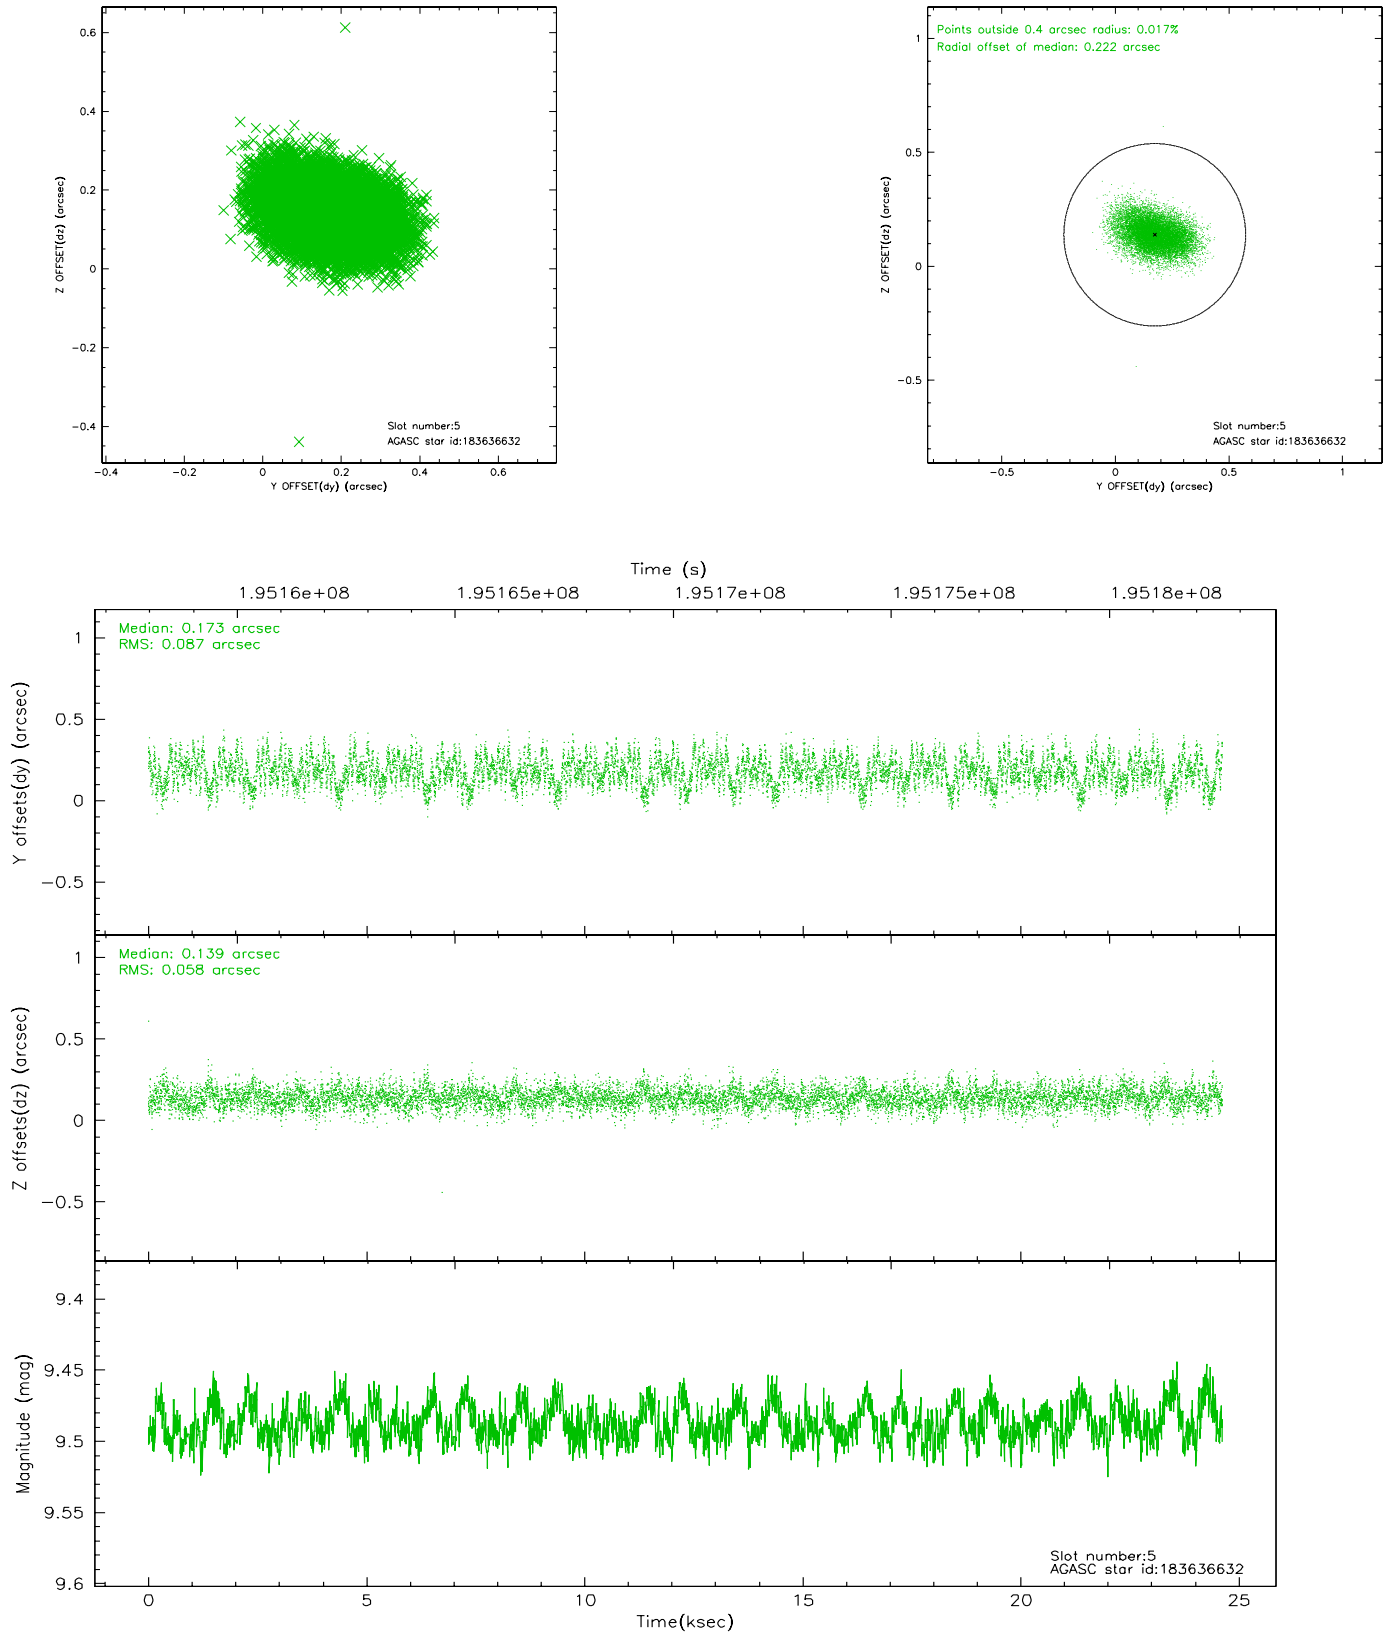 0.6
0.4
0.2
0
−0.2
−0.4
Z OFFSET(dz) (arcsec)
Slot number:5
AGASC star id:183636632
−0.4 −0.2 0 0.2 0.4 0.6
Y OFFSET(dy) (arcsec)
Points outside 0.4 arcsec radius: 0.017%
Radial offset of median: 0.222 arcsec
1
0.5
0
−0.5
Z OFFSET(dz) (arcsec)
Slot number:5
AGASC star id:183636632
−0.5 0 0.5 1
Y OFFSET(dy) (arcsec)
Time (s)
1.9516e+08 1.95165e+08 1.9517e+08 1.95175e+08 1.9518e+08
Median: 0.173 arcsec
RMS: 0.087 arcsec
1
0.5
0
−0.5
Y offsets(dy) (arcsec)
Median: 0.139 arcsec
RMS: 0.058 arcsec
1
0.5
0
−0.5
Z offsets(dz) (arcsec)
9.4
9.45
9.5
9.55
9.6
Magnitude (mag)
Slot number:5
AGASC star id:183636632
0 5 10 15 20 25
Time(ksec)